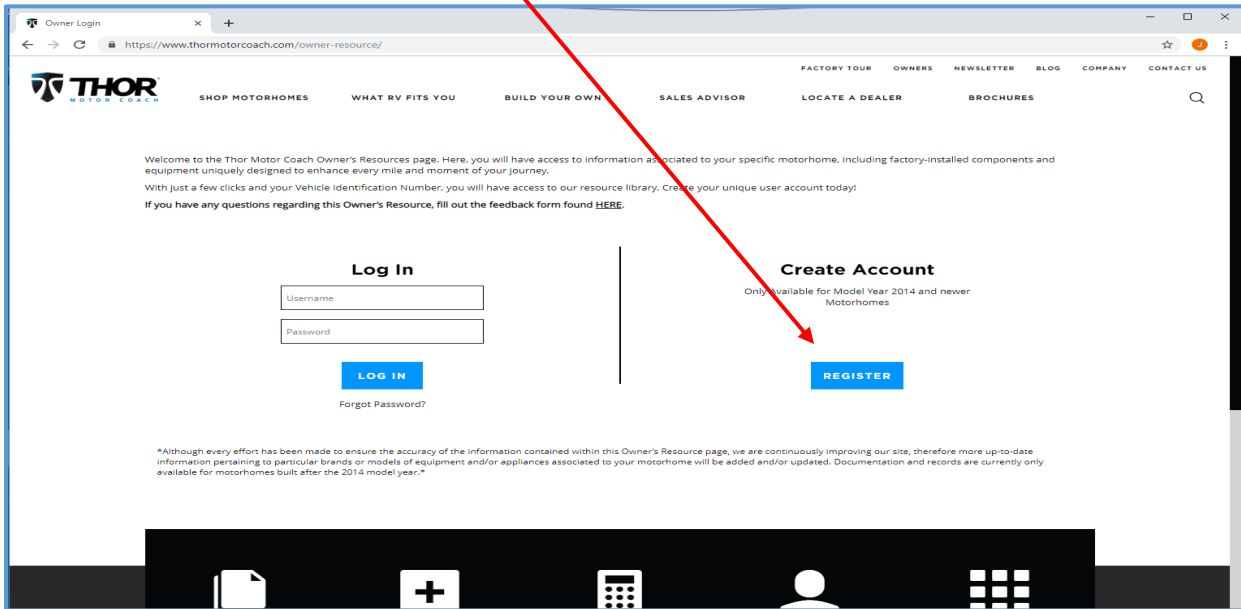 Owner Login
https://www.thormotorcoach.com/owner-resource/
J
FACTORY TOUR OWNERS NEWSLETTER BLOG COMPANY CONTACT US
THOR
MOTOR COACH
SHOP MOTORHOMES WHAT RV FITS YOU BUILD YOUR OWN SALES ADVISOR LOCATE A DEALER BROCHURES
Welcome to the Thor Motor Coach Owner's Resources page. Here, you will have access to information associated to your specific motorhome, including factory-installed components and
equipment uniquely designed to enhance every mile and moment of your journey.
With just a few clicks and your Vehicle Identification Number, you will have access to our resource library. Create your unique user account today!
If you have any questions regarding this Owner's Resource, fill out the feedback form found HERE.
Log In
Username
Password
LOG IN
Forgot Password?
Create Account
Only Available for Model Year 2014 and newer
Motorhomes
REGISTER
*Although every effort has been made to ensure the accuracy of the information contained within this Owner's Resource page, we are continuously improving our site, therefore more up-to-date
information pertaining to particular brands or models of equipment and/or appliances associated to your motorhome will be added and/or updated. Documentation and records are currently only
available for motorhomes built after the 2014 model year.*